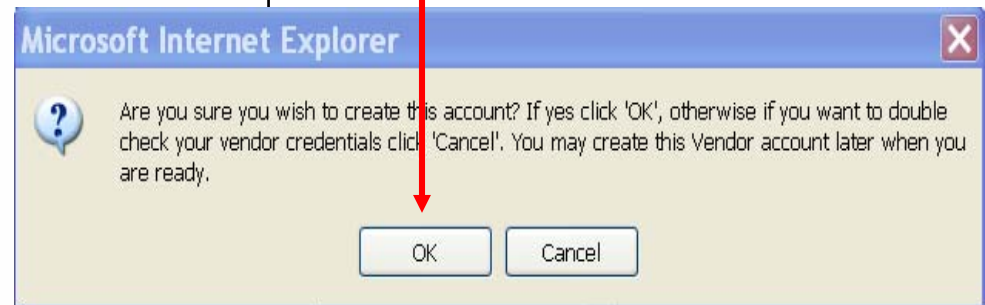 Microsoft Internet Explorer
Are you sure you wish to create this account? If yes click 'OK', otherwise if you want to double
check your vendor credentials click 'Cancel'. You may create this Vendor account later when you
are ready.
OK
Cancel